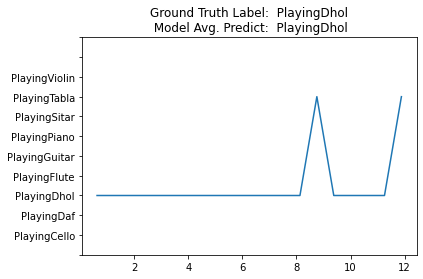 Ground Truth Label:  PlayingDhol
Model Avg. Predict:  PlayingDhol
PlayingViolin
PlayingTabla
PlayingSitar
PlayingPiano
PlayingGuitar
PlayingFlute
PlayingDhol
PlayingDaf
PlayingCello
2 4 6 8 10 12